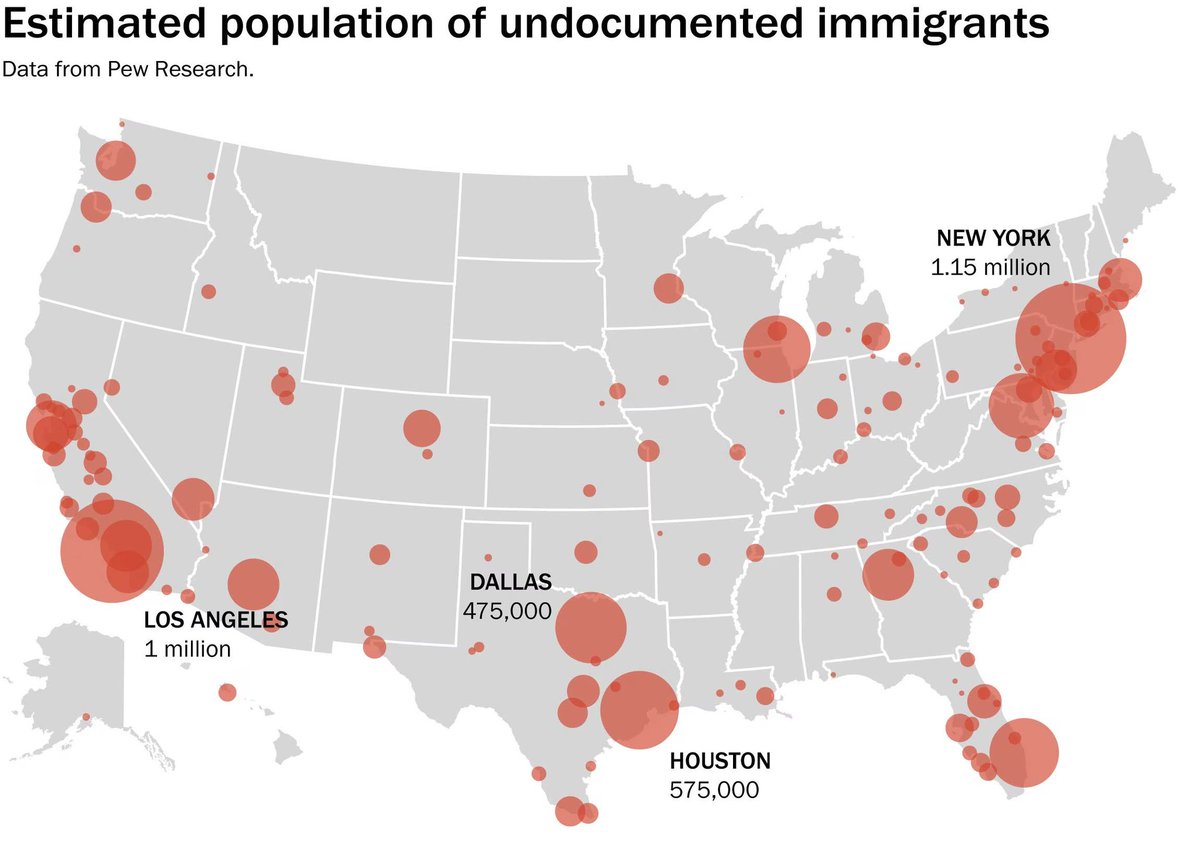 Estimated population of undocumented immigrants
Data from Pew Research.
NEW YORK
1.15 million
DALLAS
475,000
LOS ANGELES
1 million
HOUSTON
575,000